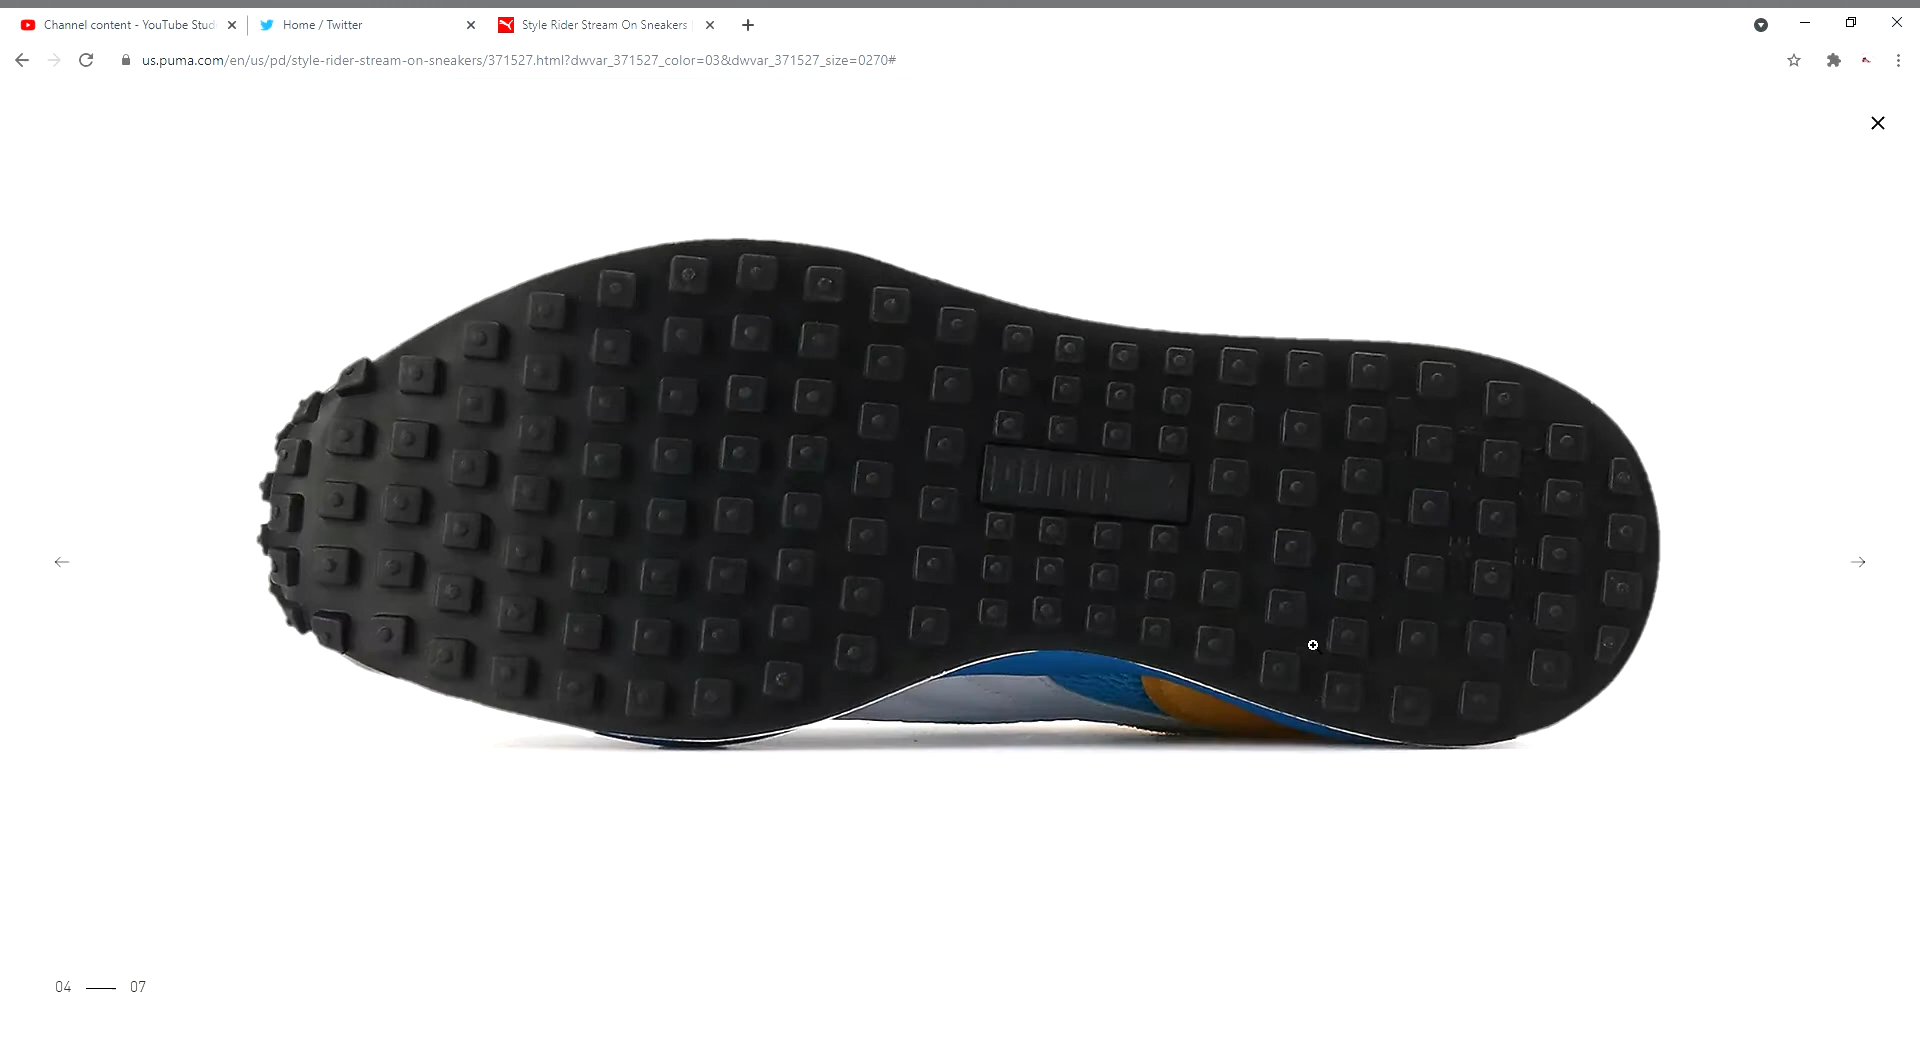 Channel content - YouTube Stud
Home / Twitter
Style Rider Stream On Sneakers
us.puma.com/en/us/pd/style-rider-stream-on-sneakers/371527.html?dwvar_371527_color=03&dwvar_371527_size=0270#
PUMA
04 07